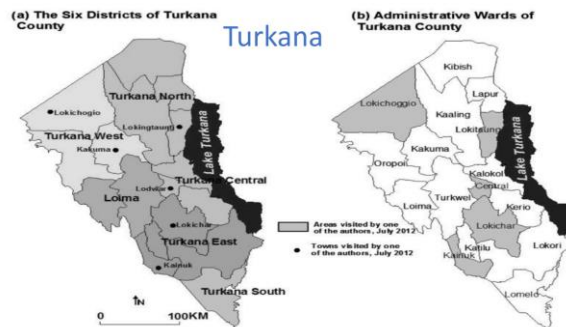 (a) The Six Districts of Turkana
County
Turkana
(b) Administrative Wards of
Turkana County
Turkana North
Lokichogio
Lokingtaung
Turkana West
Kakuma
Lake Turkana
Turkana Central
Lodwar
Loima
Lokichar
Turkana East
Kainuk
Turkana South
N
0 100KM
Areas visited by one
of the authors, July 2012
Towns visited by one
of the authors, July 2012
Kibish
Lapur
Lokichoggio
Kaaling
Lokitaung
Lake Turkana
Kakuma
Oropoi
Kalokol
Central
Turkwei
Kerio
Loima
Lokichar
Katilu
Lokori
Kainuk
Lomelo